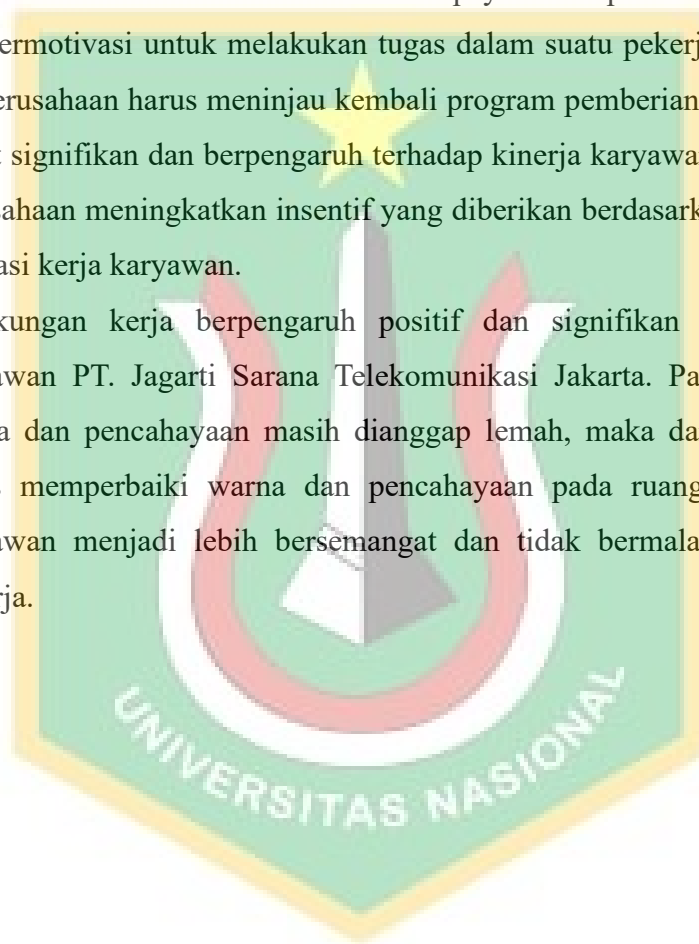 ermotivasi untuk melakukan tugas dalam suatu pekerj
erusahaan harus meninjau kembali program pemberian
signifikan dan berpengaruh terhadap kinerja karyawa
ahaan meningkatkan insentif yang diberikan berdasark
asi kerja karyawan.
kungan kerja berpengaruh positif dan signifikan
awan PT. Jagarti Sarana Telekomunikasi Jakarta. Pa
a dan pencahayaan masih dianggap lemah, maka da
memperbaiki warna dan pencahayaan pada ruang
awan menjadi lebih bersemangat dan tidak bermala
rja.
UNIVERSITAS NASIONAL